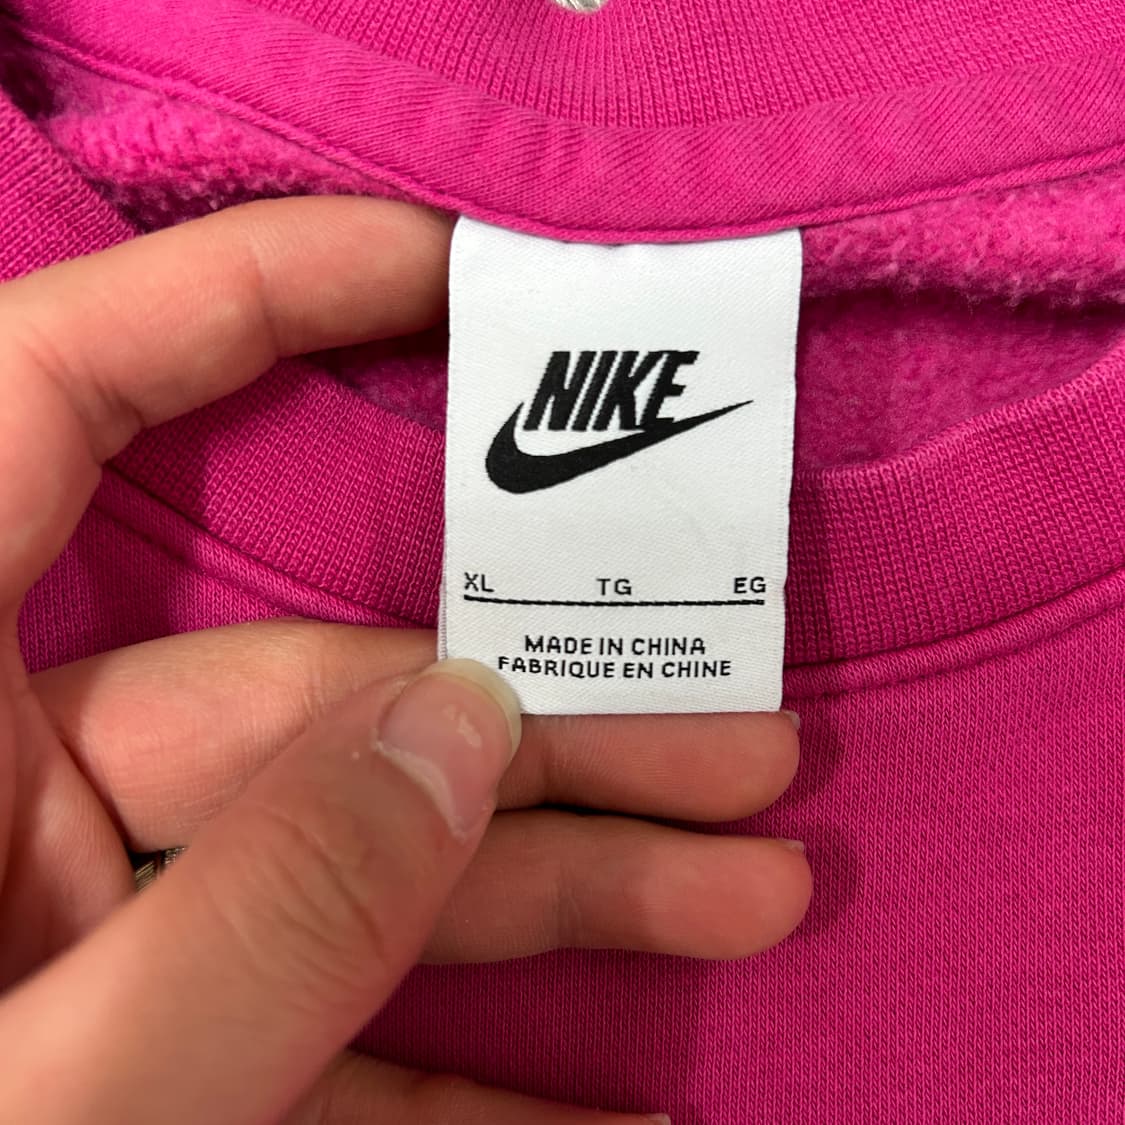 NIKE
XL TG EG
MADE IN CHINA
FABRIQUE EN CHINE